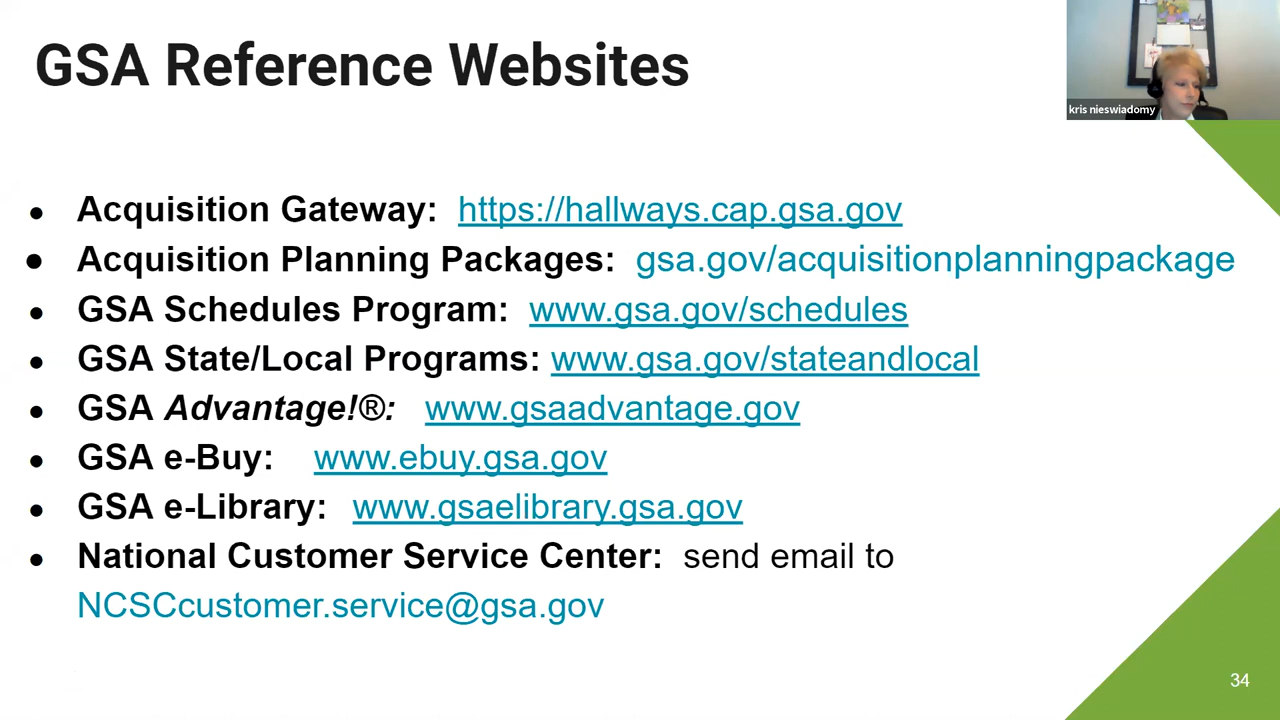 GSA Reference Websites
kris nieswiadomy
● Acquisition Gateway: https://hallways.cap.gsa.gov
● Acquisition Planning Packages: gsa.gov/acquisitionplanningpackage
● GSA Schedules Program: www.gsa.gov/schedules
● GSA State/Local Programs: www.gsa.gov/stateandlocal
● GSA Advantage!®: www.gsaadvantage.gov
● GSA e-Buy: www.ebuy.gsa.gov
● GSA e-Library: www.gsaelibrary.gsa.gov
● National Customer Service Center: send email to
NCSCcustomer.service@gsa.gov
34